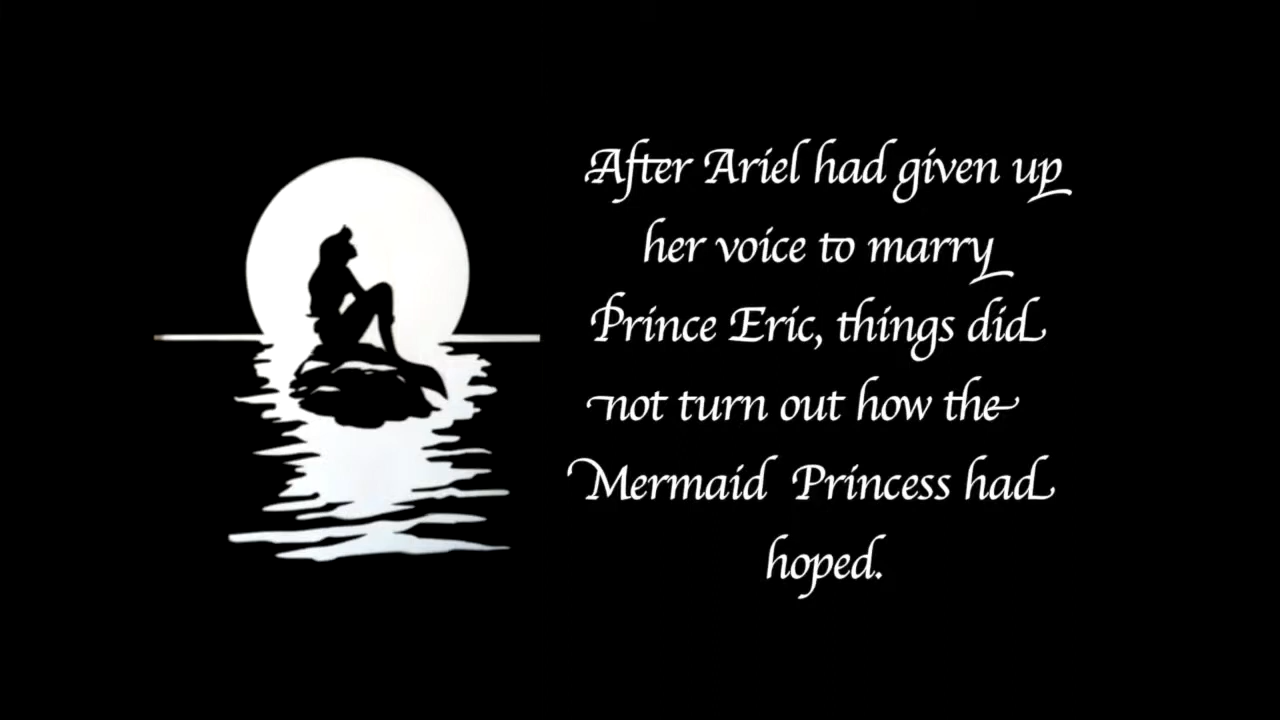 After Ariel had given up
her voice to marry
Prince Eric, things did
not turn out how the
Mermaid Princess had
hoped.